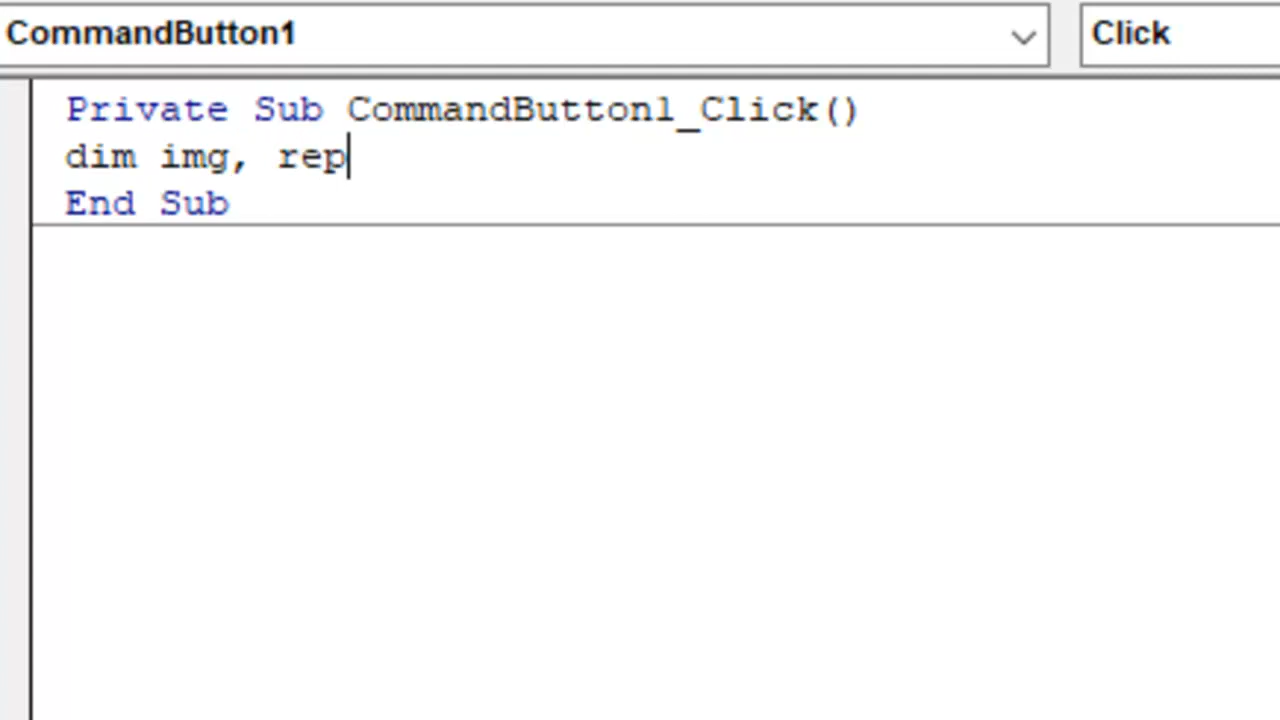 CommandButton1
Click
Private Sub CommandButton1_Click()
dim img, rep
End Sub